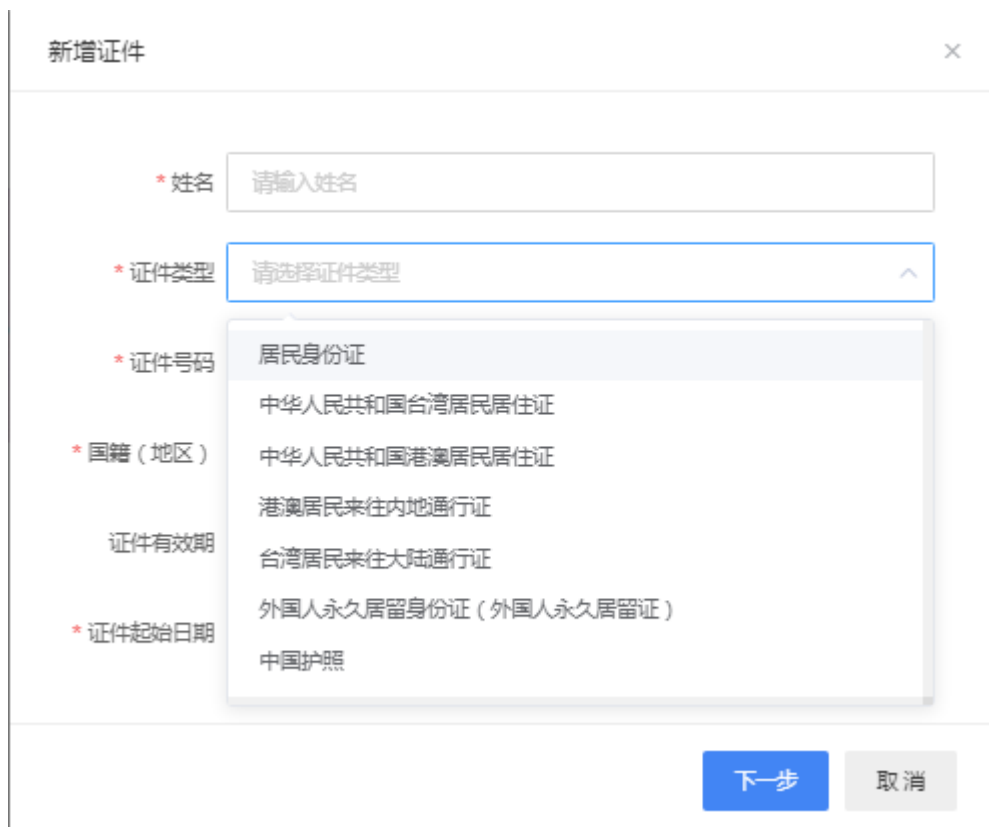 新增证件
* 姓名 请输入姓名
* 证件类型 请选择证件类型
* 证件号码
居民身份证
中华人民共和国台湾居民居住证
中华人民共和国港澳居民居住证
* 国籍（地区）
港澳居民来往内地通行证
证件有效期
台湾居民来往大陆通行证
外国人永久居留身份证（外国人永久居留证）
* 证件起始日期
中国护照
下一步 取消